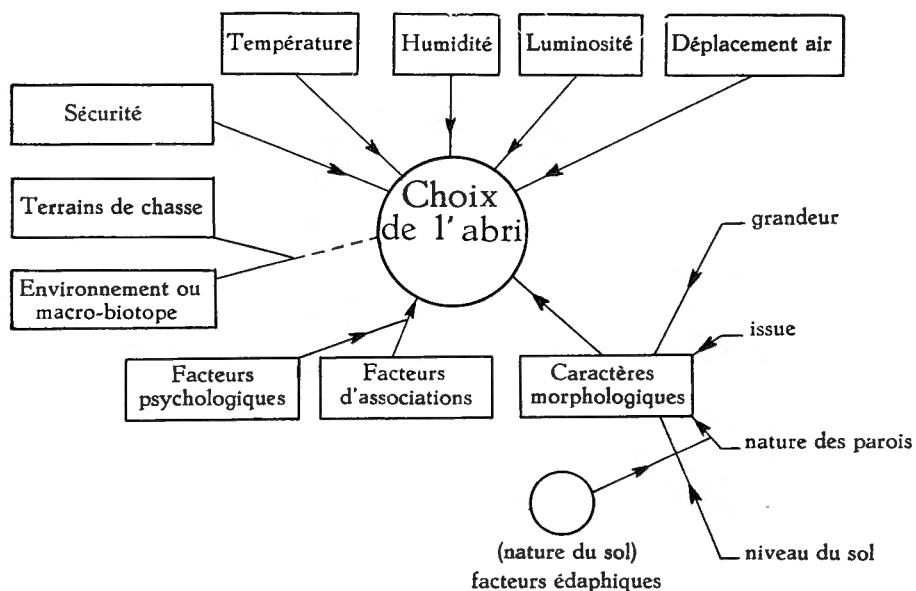 Température
Humidité
Luminosité
Déplacement air
Sécurité
Choix
de l'abri
Terrains de chasse
Environnement ou
macro-biotope
Facteurs
psychologiques
Facteurs
d'associations
Caractères
morphologiques
grandeur
issue
nature des parois
niveau du sol
(nature du sol)
facteurs édaphiques